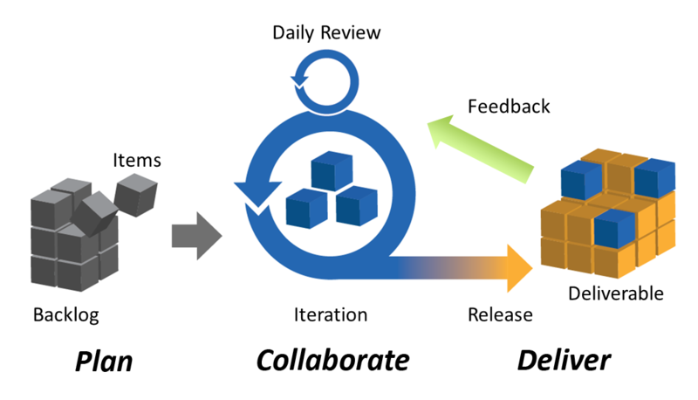 Daily Review
Feedback
Items
Backlog
Iteration
Release
Deliverable
Plan
Collaborate
Deliver